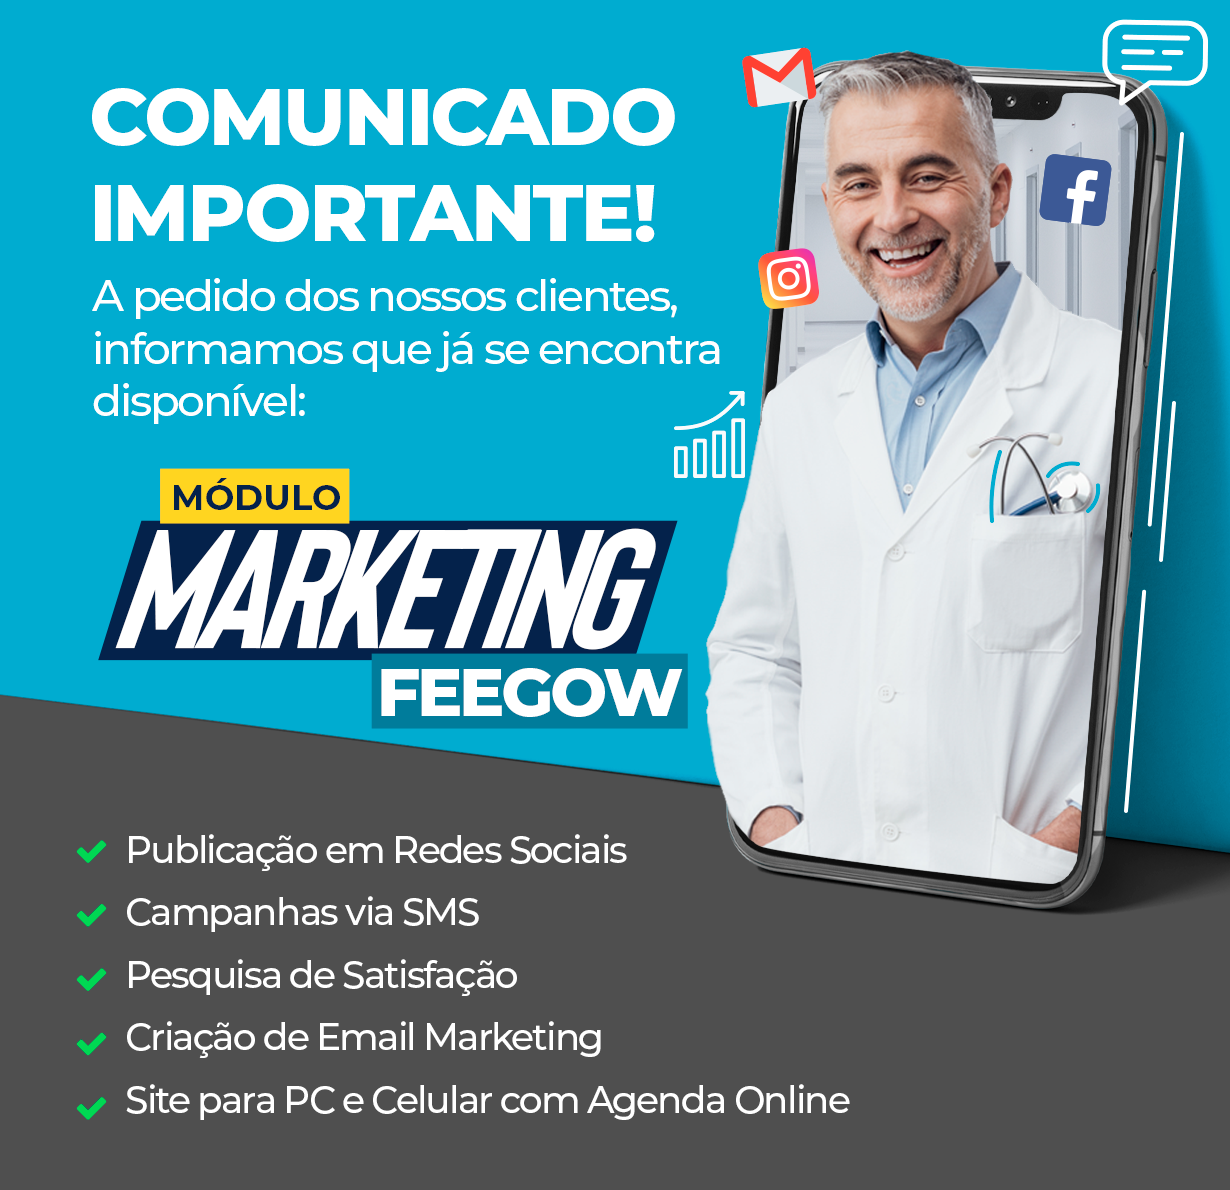 COMUNICADO
IMPORTANTE!
A pedido dos nossos clientes,
informamos que já se encontra
disponível:
MÓDULO
MARKETING
FEEGOW
Publicação em Redes Sociais
Campanhas via SMS
Pesquisa de Satisfação
Criação de Email Marketing
Site para PC e Celular com Agenda Online